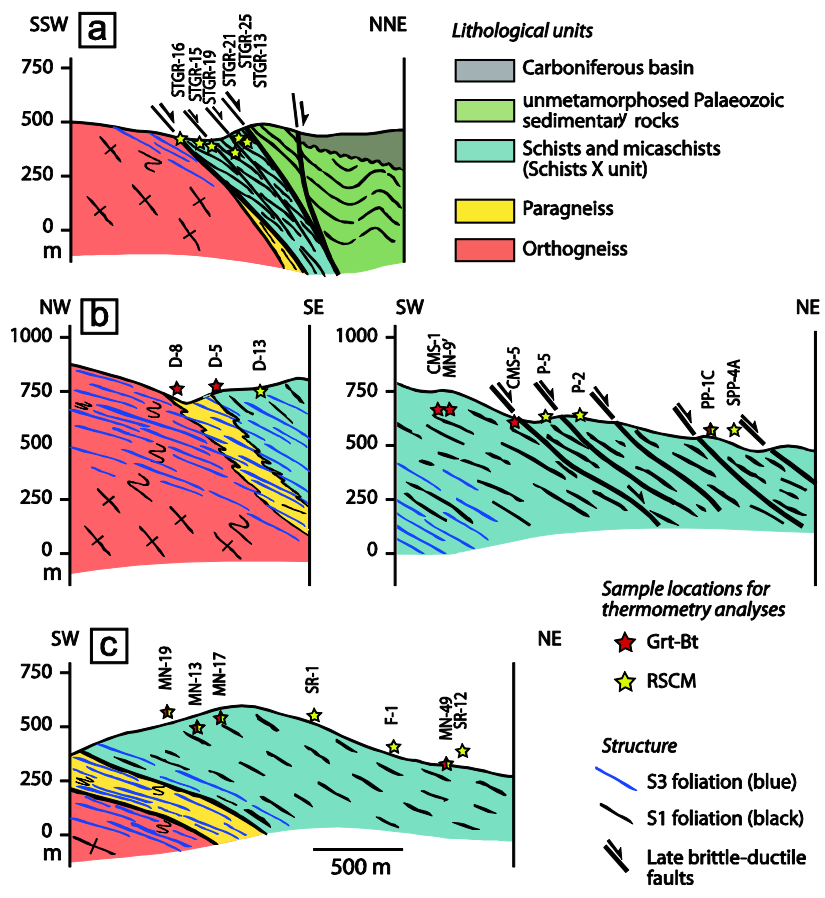 SSW
a
NNE
STGR-16
STGR-15
STGR-19
STGR-21
STGR-25
STGR-13
750
500
250
0
m
Lithological units
Carboniferous basin
unmetamorphosed Palaeozoic
sedimentary rocks
Schists and micaschists
(Schists X unit)
Paragneiss
Orthogneiss
NW
b
SE
D-8
D-5
D-13
1000
750
500
250
0
m
SW
NE
CMS-1
MN-9'
CMS-5
P-5
P-2
PP-1C
SPP-4A
1000
750
500
250
0
Sample locations for
thermometry analyses
Grt-Bt
RSCM
SW
c
NE
MN-19
MN-13
MN-17
SR-1
F-1
MN-49
SR-12
750
500
250
0
m
500 m
Structure
S3 foliation (blue)
S1 foliation (black)
Late brittle-ductile
faults